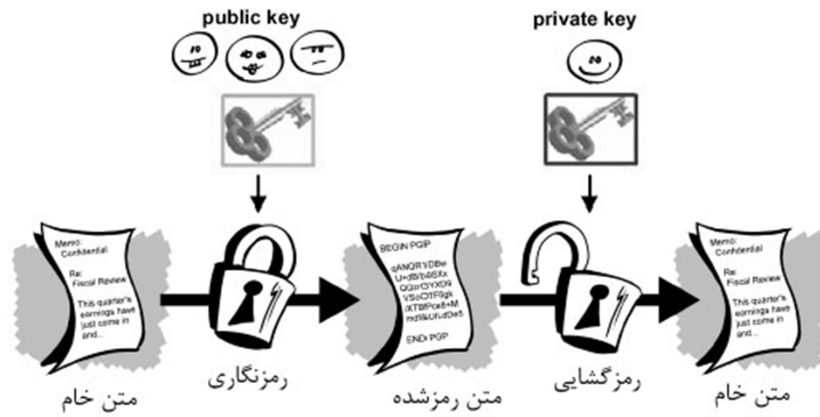 public key
private key
Memo:
Confidential
Re:
Fiscal Review
This quarter's
earnings have
just come in
and...
BEGIN PGP
END PGP
Memo:
Confidential
Re:
Fiscal Review
This quarter's
earnings have
just come in
and...
متن خام
رمزنگاری
متن رمزشده
رمزگشایی
متن خام